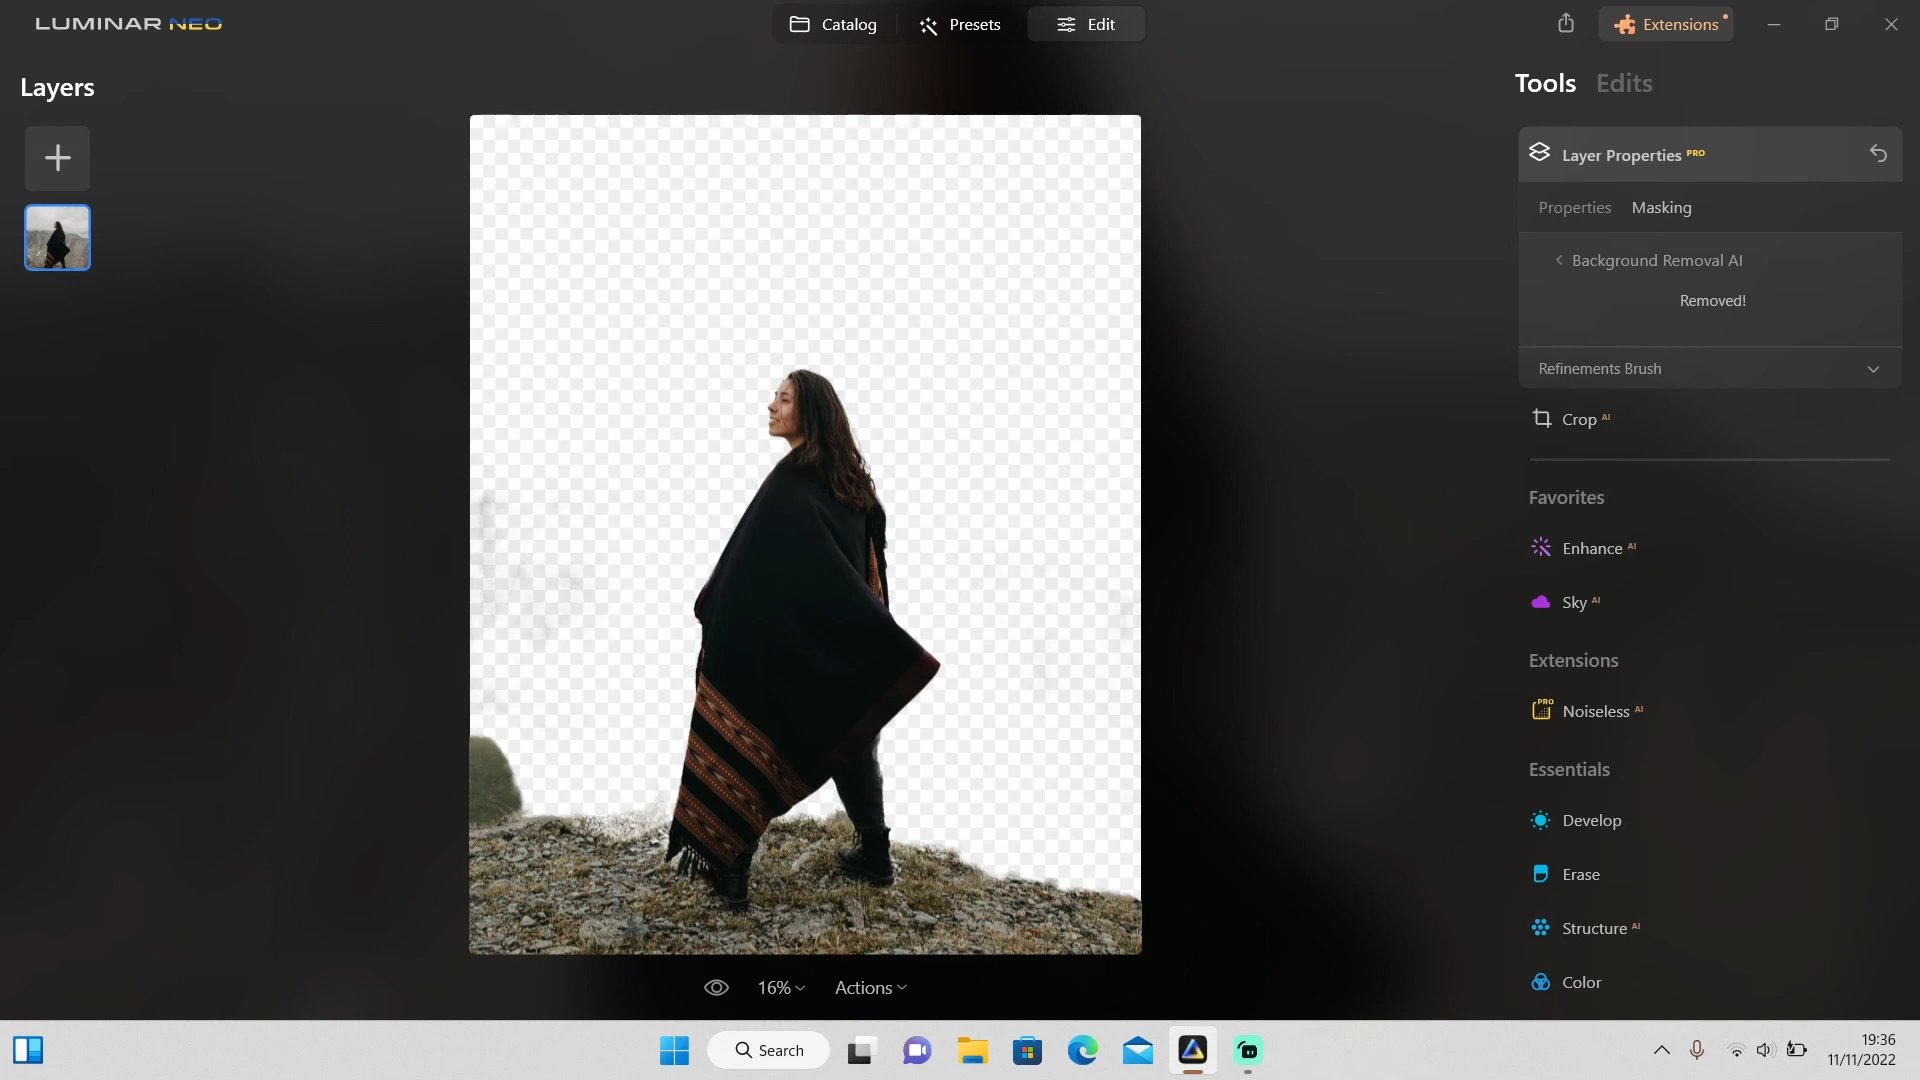 LUMINAR NEO
Catalog
Presets
Edit
Extensions
Layers
Tools
Edits
Layer Properties PRO
Properties
Masking
Background Removal AI
Removed!
Refinements Brush
Crop AI
Favorites
Enhance AI
Sky AI
Extensions
PRO
Noiseless AI
Essentials
Develop
Erase
Structure AI
Color
16%
Actions
Search
19:36
11/11/2022